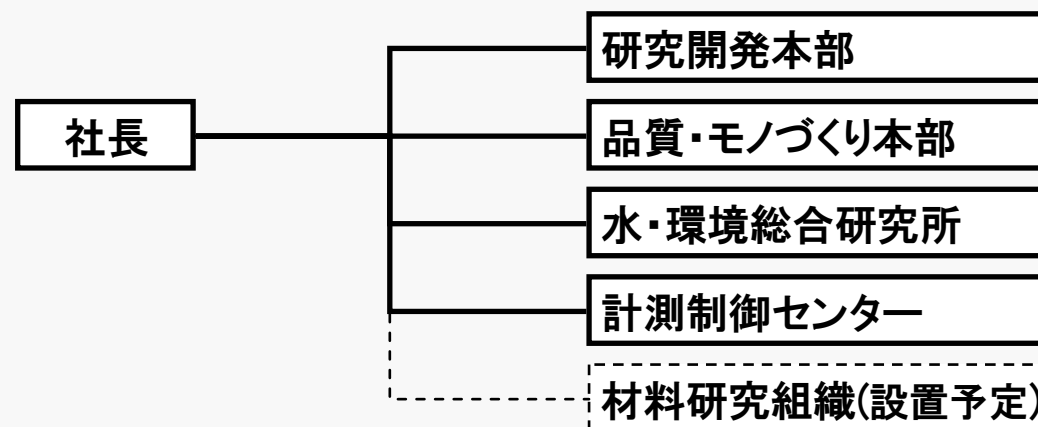 研究開発本部
社長
品質・モノづくり本部
水・環境総合研究所
計測制御センター
材料研究組織(設置予定)